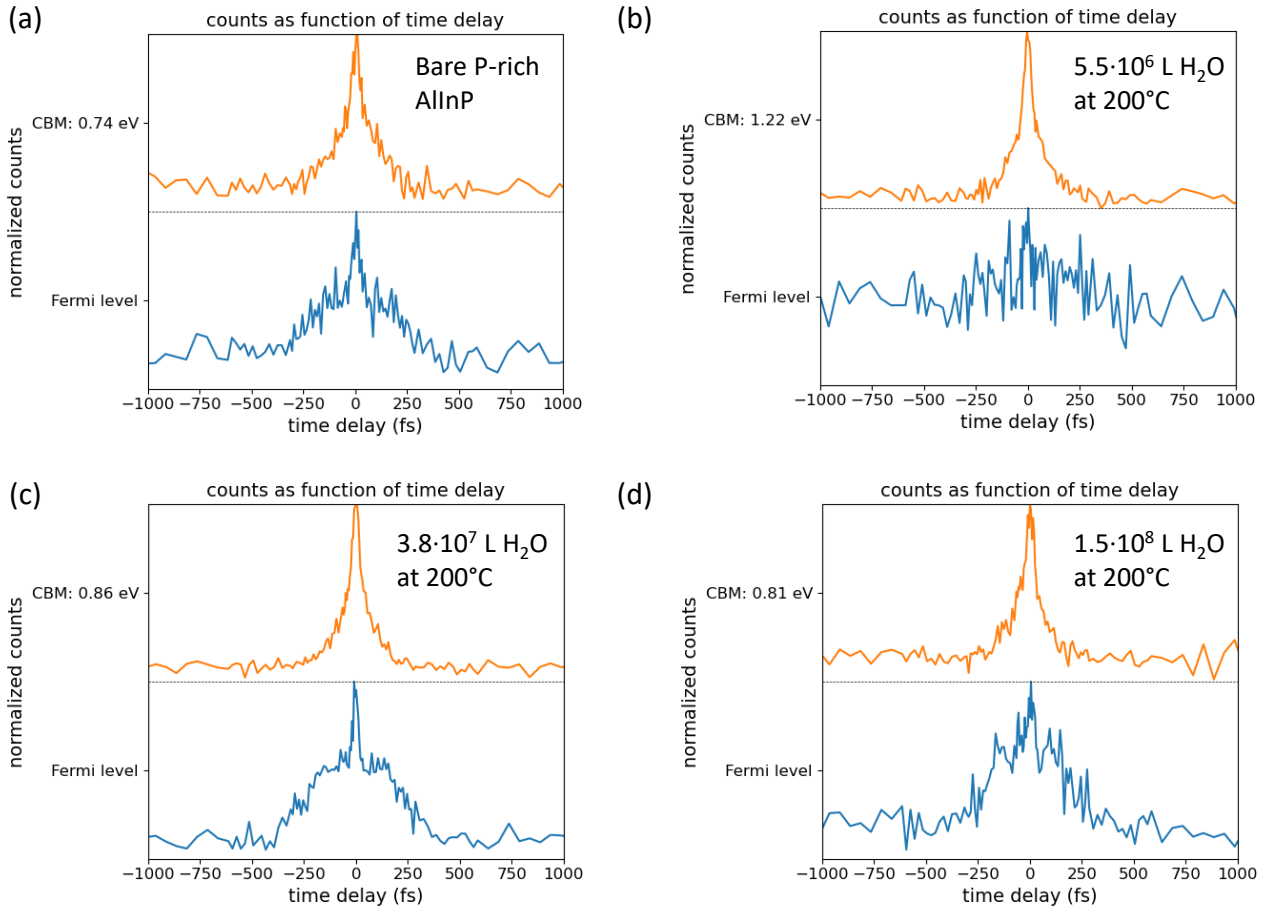 (a)
counts as function of time delay
Bare P-rich
AlInP
CBM: 0.74 eV
Fermi level
normalized counts
−1000 −750 −500 −250 0 250 500 750 1000
time delay (fs)
(b)
counts as function of time delay
5.5·10⁶ L H₂O
at 200°C
CBM: 1.22 eV
Fermi level
normalized counts
−1000 −750 −500 −250 0 250 500 750 1000
time delay (fs)
(c)
counts as function of time delay
3.8·10⁷ L H₂O
at 200°C
CBM: 0.86 eV
Fermi level
normalized counts
−1000 −750 −500 −250 0 250 500 750 1000
time delay (fs)
(d)
counts as function of time delay
1.5·10⁸ L H₂O
at 200°C
CBM: 0.81 eV
Fermi level
normalized counts
−1000 −750 −500 −250 0 250 500 750 1000
time delay (fs)